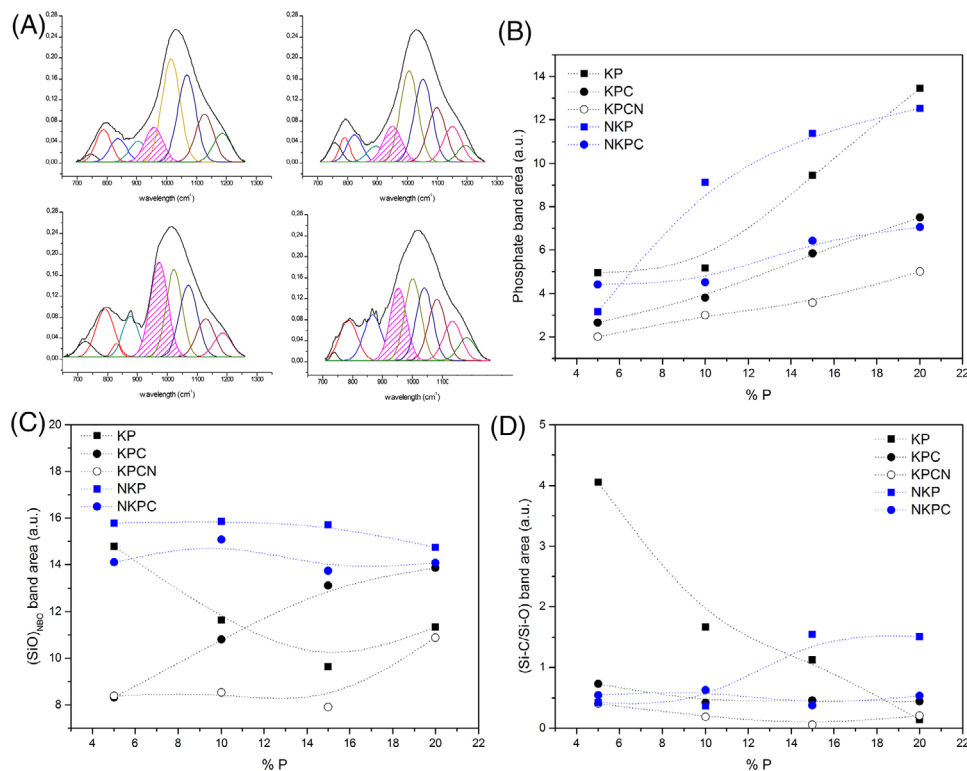 (A)
0,28
0,24
0,20
0,16
0,12
0,08
0,04
0,00
700 800 900 1000 1100 1200 1300
wavelength (cm-1)
0,28
0,24
0,20
0,16
0,12
0,08
0,04
0,00
700 800 900 1000 1100 1200 1300
wavelength (cm-1)
0,28
0,24
0,20
0,16
0,12
0,08
0,04
0,00
700 800 900 1000 1100 1200 1300
wavelength (cm-1)
0,28
0,24
0,20
0,16
0,12
0,08
0,04
0,00
700 800 900 1000 1100
wavelength (cm-1)
(B)
Phosphate band area (a.u.)
14
12
10
8
6
4
2
KP
KPC
KPCN
NKP
NKPC
4 6 8 10 12 14 16 18 20 22
% P
(C)
(SiO)NBO band area (a.u.)
20
18
16
14
12
10
8
KP
KPC
KPCN
NKP
NKPC
4 6 8 10 12 14 16 18 20 22
% P
(D)
(Si-C/Si-O) band area (a.u.)
5
4
3
2
1
0
KP
KPC
KPCN
NKP
NKPC
4 6 8 10 12 14 16 18 20 22
% P